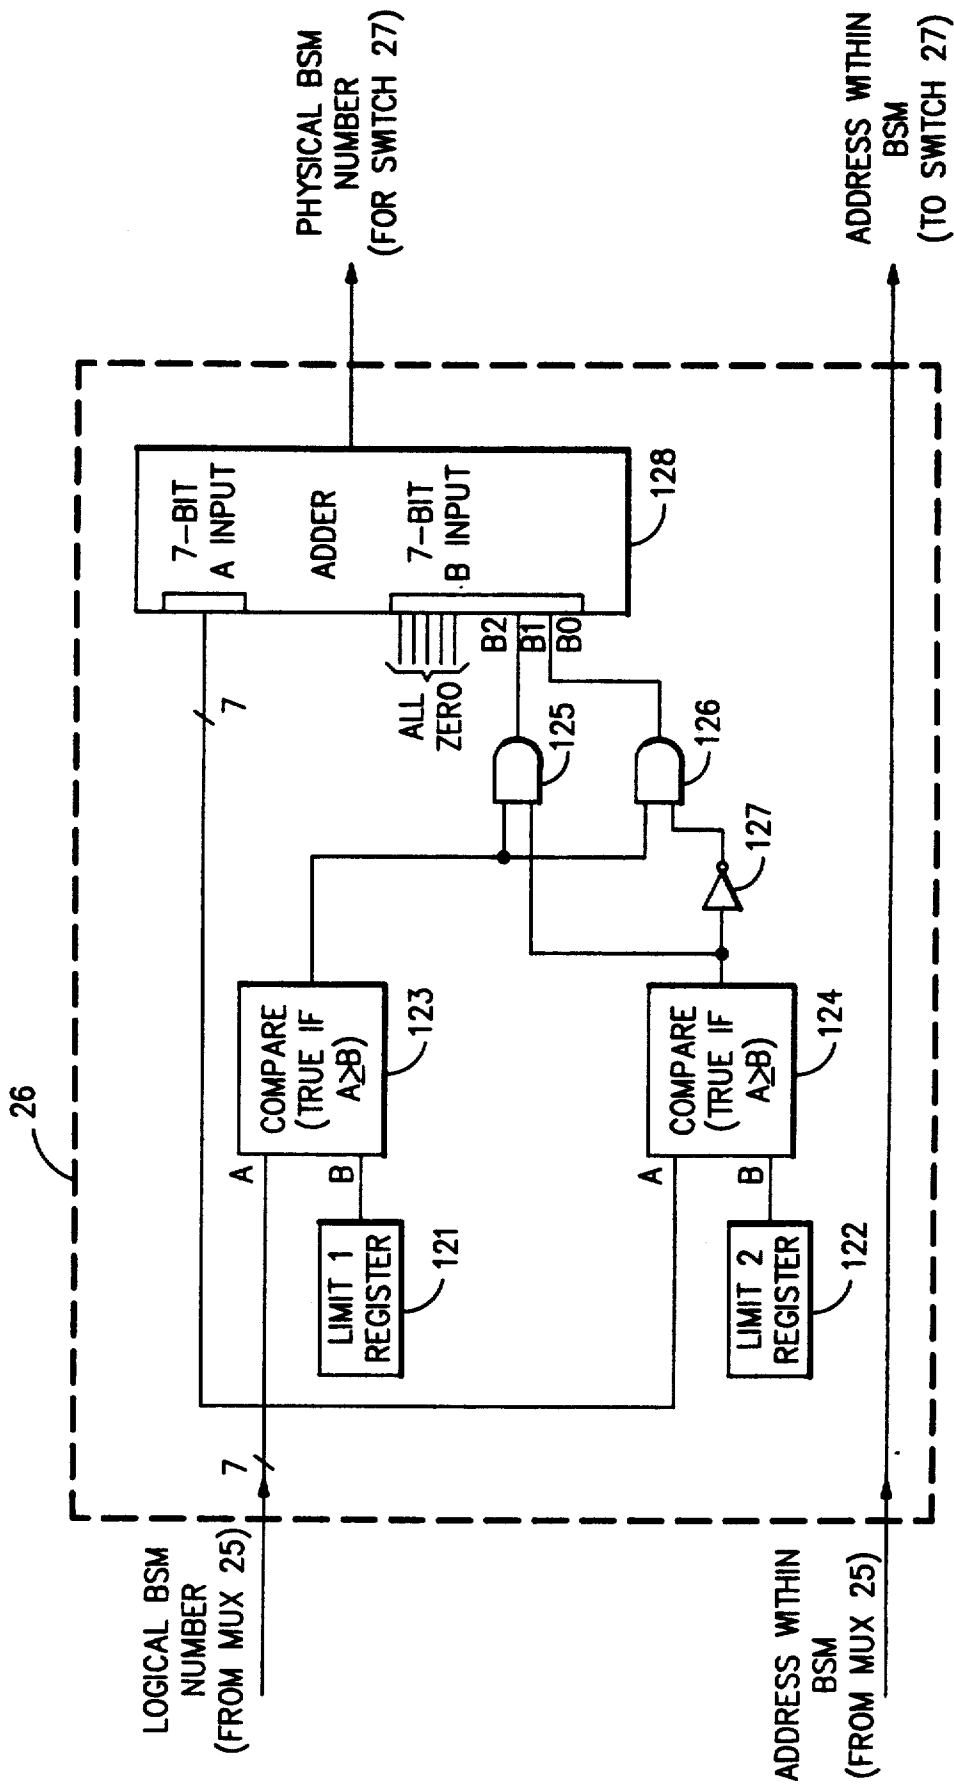 26
LOGICAL BSM
NUMBER
(FROM MUX 25)
7
7
A
B
COMPARE
(TRUE IF
A≥B)
123
LIMIT 1
REGISTER
121
A
B
COMPARE
(TRUE IF
A≥B)
124
LIMIT 2
REGISTER
122
125
126
127
ALL
ZERO
B2
B1
B0
7-BIT
A INPUT
ADDER
7-BIT
B INPUT
128
PHYSICAL BSM
NUMBER
(FOR SWITCH 27)
ADDRESS WITHIN
BSM
(FROM MUX 25)
ADDRESS WITHIN
BSM
(TO SWITCH 27)